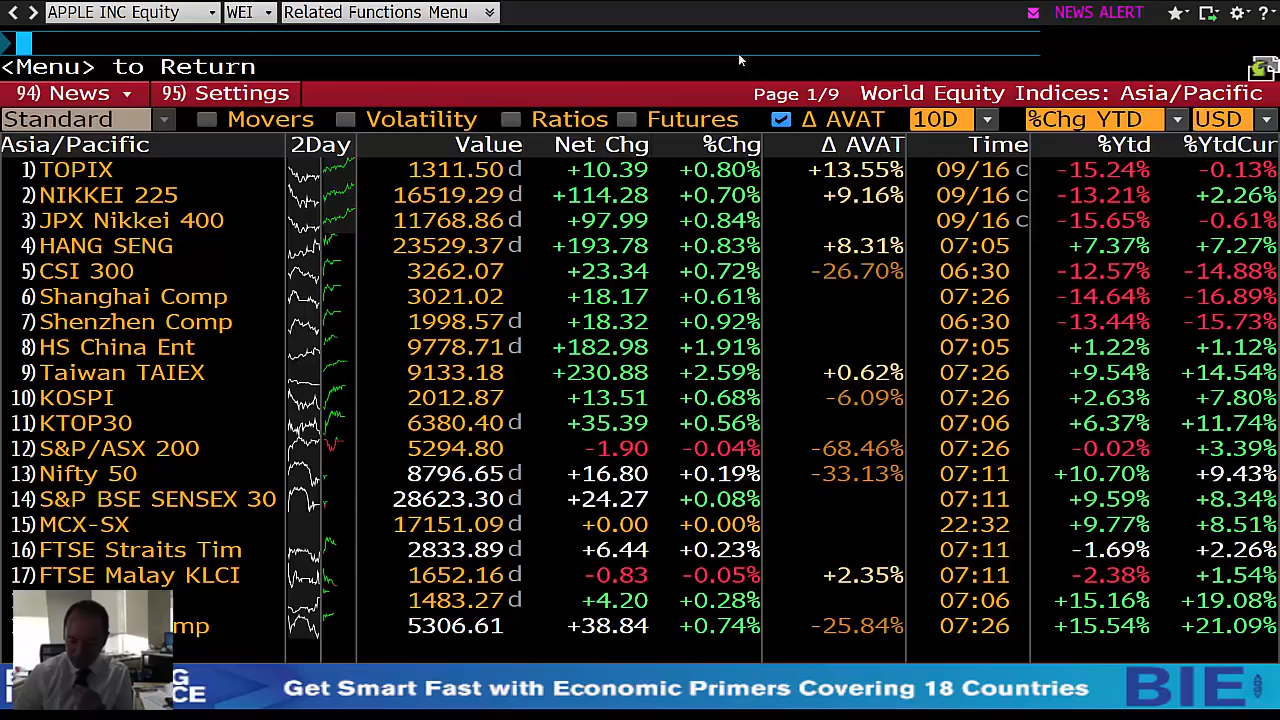 APPLE INC Equity WEI Related Functions Menu NEWS ALERT ?
<Menu> to Return
94) News 95) Settings Page 1/9 World Equity Indices: Asia/Pacific
Standard Movers Volatility Ratios Futures Δ AVAT 10D %Chg YTD USD
Asia/Pacific 2Day Value Net Chg %Chg Δ AVAT Time %Ytd %YtdCur
1) TOPIX 1311.50 d +10.39 +0.80% +13.55% 09/16 c -15.24% -0.13%
2) NIKKEI 225 16519.29 d +114.28 +0.70% +9.16% 09/16 c -13.21% +2.26%
3) JPX Nikkei 400 11768.86 d +97.99 +0.84% 09/16 c -15.65% -0.61%
4) HANG SENG 23529.37 d +193.78 +0.83% +8.31% 07:05 +7.37% +7.27%
5) CSI 300 3262.07 +23.34 +0.72% -26.70% 06:30 -12.57% -14.88%
6) Shanghai Comp 3021.02 +18.17 +0.61% 07:26 -14.64% -16.89%
7) Shenzhen Comp 1998.57 d +18.32 +0.92% 06:30 -13.44% -15.73%
8) HS China Ent 9778.71 d +182.98 +1.91% 07:05 +1.22% +1.12%
9) Taiwan TAIEX 9133.18 +230.88 +2.59% +0.62% 07:26 +9.54% +14.54%
10) KOSPI 2012.87 +13.51 +0.68% -6.09% 07:26 +2.63% +7.80%
11) KTOP30 6380.40 d +35.39 +0.56% 07:06 +6.37% +11.74%
12) S&P/ASX 200 5294.80 -1.90 -0.04% -68.46% 07:26 -0.02% +3.39%
13) Nifty 50 8796.65 d +16.80 +0.19% -33.13% 07:11 +10.70% +9.43%
14) S&P BSE SENSEX 30 28623.30 d +24.27 +0.08% 07:11 +9.59% +8.34%
15) MCX-SX 17151.09 d +0.00 +0.00% 22:32 +9.77% +8.51%
16) FTSE Straits Tim 2833.89 d +6.44 +0.23% 07:11 -1.69% +2.26%
17) FTSE Malay KLCI 1652.16 d -0.83 -0.05% +2.35% 07:11 -2.38% +1.54%
1483.27 d +4.20 +0.28% 07:06 +15.16% +19.08%
mp 5306.61 +38.84 +0.74% -25.84% 07:26 +15.54% +21.09%
Get Smart Fast with Economic Primers Covering 18 Countries BIE